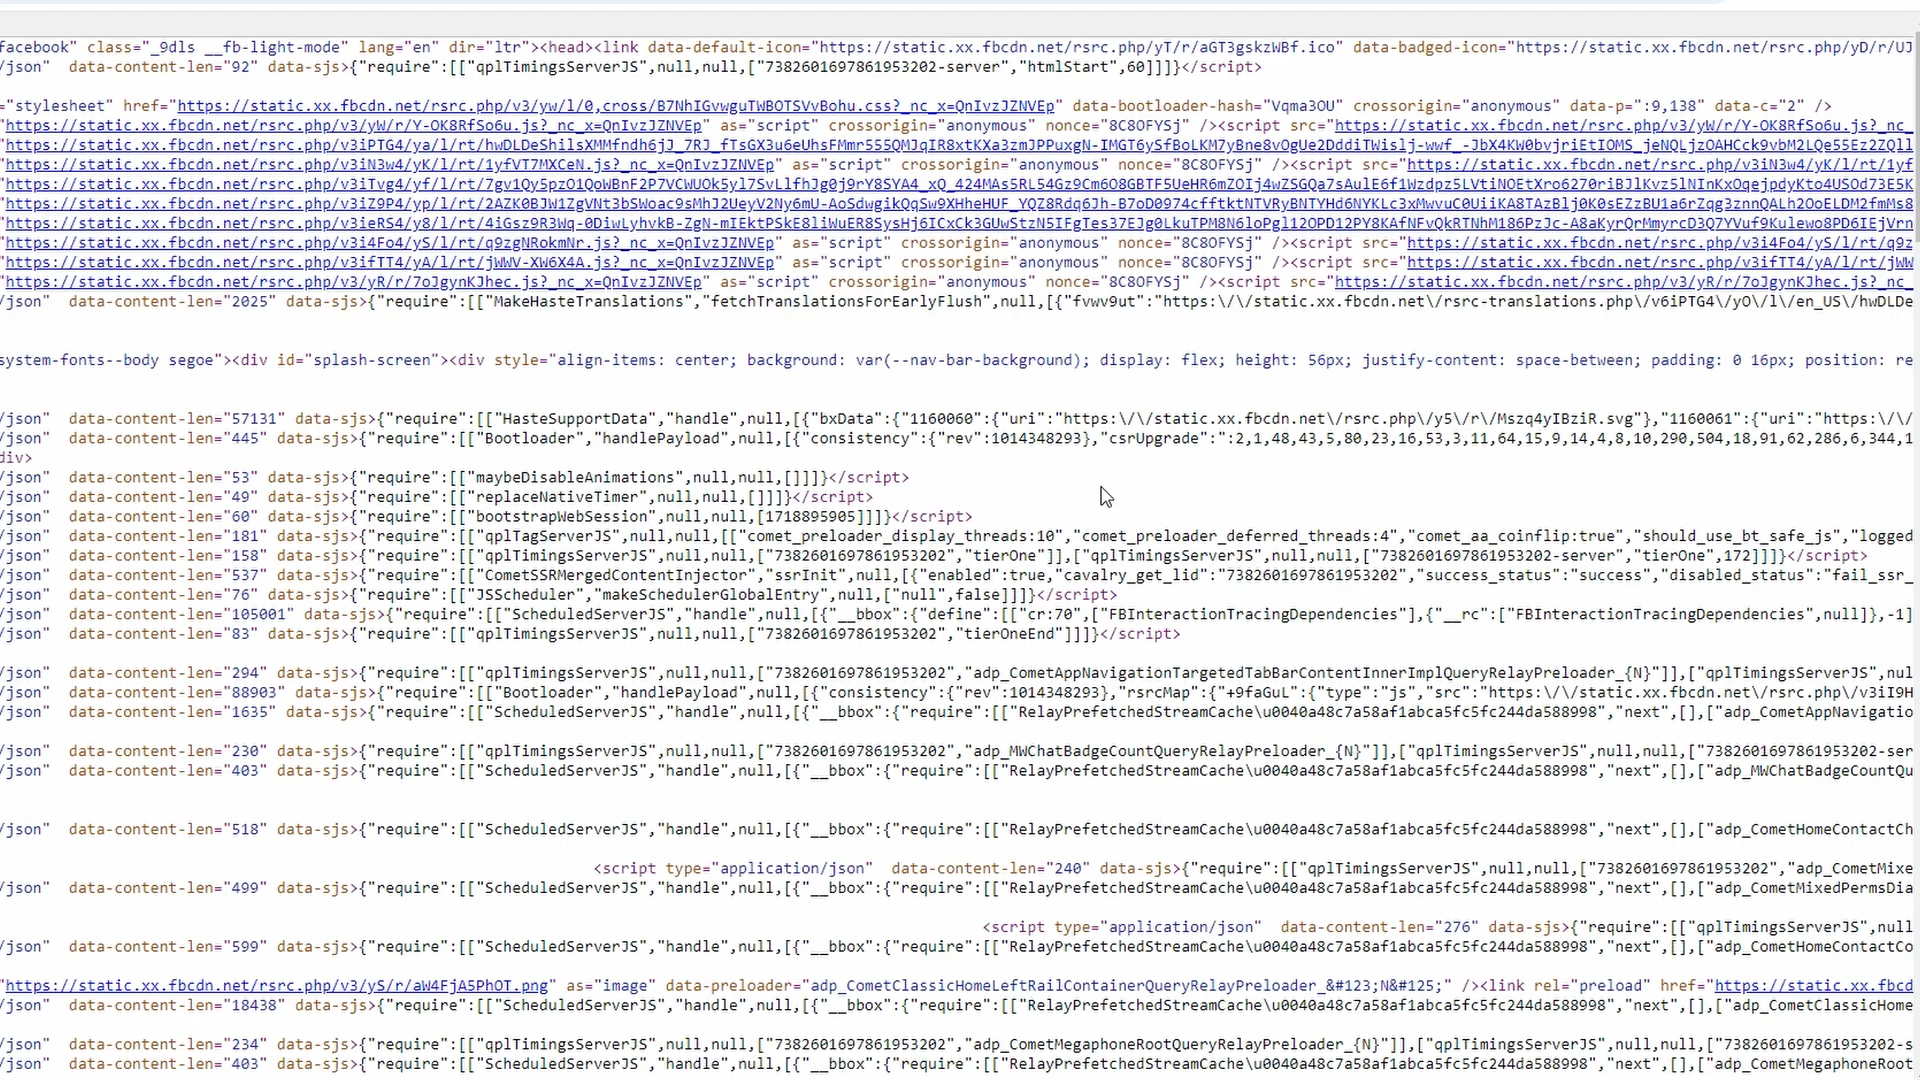 facebook" class="_9dls __fb-light-mode" lang="en" dir="ltr"><head><link data-default-icon="https://static.xx.fbcdn.net/rsrc.php/yT/r/aGT3gskzWBf.ico" data-badged-icon="https://static.xx.fbcdn.net/rsrc.php/yD/r/UJ
/json"  data-content-len="92" data-sjs>{"require":[["qplTimingsServerJS",null,null,["7382601697861953202-server","htmlStart",60]]]}</script>
="stylesheet" href="https://static.xx.fbcdn.net/rsrc.php/v3/yw/l/0,cross/B7NhIGvwguTWBOTSVvBohu.css?_nc_x=QnIvzJZNVEp" data-bootloader-hash="Vqma3OU" crossorigin="anonymous" data-p=":9,138" data-c="2" />
"https://static.xx.fbcdn.net/rsrc.php/v3/yW/r/Y-OK8RfSo6u.js?_nc_x=QnIvzJZNVEp" as="script" crossorigin="anonymous" nonce="8C8OFYSj" /><script src="https://static.xx.fbcdn.net/rsrc.php/v3/yW/r/Y-OK8RfSo6u.js?_nc_
"https://static.xx.fbcdn.net/rsrc.php/v3iPTG4/ya/l/rt/
"https://static.xx.fbcdn.net/rsrc.php/v3iN3w4/yK/l/rt/1yfVT7MXCeN.js?_nc_x=QnIvzJZNVEp" as="script" crossorigin="anonymous" nonce="8C8OFYSj" /><script src="https://static.xx.fbcdn.net/rsrc.php/v3iN3w4/yK/l/rt/1yf
"https://static.xx.fbcdn.net/rsrc.php/v3iTvg4/yf/l/rt/
"https://static.xx.fbcdn.net/rsrc.php/v3iZ9P4/yp/l/rt/
"https://static.xx.fbcdn.net/rsrc.php/v3ieRS4/y8/l/rt/
"https://static.xx.fbcdn.net/rsrc.php/v3i4Fo4/yS/l/rt/q9zgNRokmNr.js?_nc_x=QnIvzJZNVEp" as="script" crossorigin="anonymous" nonce="8C8OFYSj" /><script src="https://static.xx.fbcdn.net/rsrc.php/v3i4Fo4/yS/l/rt/q9z
"https://static.xx.fbcdn.net/rsrc.php/v3ifTT4/yA/l/rt/jWWV-XW6X4A.js?_nc_x=QnIvzJZNVEp" as="script" crossorigin="anonymous" nonce="8C8OFYSj" /><script src="https://static.xx.fbcdn.net/rsrc.php/v3ifTT4/yA/l/rt/jWW
"https://static.xx.fbcdn.net/rsrc.php/v3/yR/r/7oJgynKJhec.js?_nc_x=QnIvzJZNVEp" as="script" crossorigin="anonymous" nonce="8C8OFYSj" /><script src="https://static.xx.fbcdn.net/rsrc.php/v3/yR/r/7oJgynKJhec.js?_nc_
/json"  data-content-len="2025" data-sjs>{"require":[["MakeHasteTranslations","fetchTranslationsForEarlyFlush",null,[{"fvwv9ut":"https:\/\/static.xx.fbcdn.net\/rsrc-translations.php\/v6iPTG4\/yO\/l\/en_US\/hwDLDe
system-fonts--body segoe"><div id="splash-screen"><div style="align-items: center; background: var(--nav-bar-background); display: flex; height: 56px; justify-content: space-between; padding: 0 16px; position: re
/json"  data-content-len="57131" data-sjs>{"require":[["HasteSupportData","handle",null,[{"bxData":{"1160060":{"uri":"https:\/\/static.xx.fbcdn.net\/rsrc.php\/y5\/r\/Mszq4yIBziR.svg"},"1160061":{"uri":"https:\/\/
/json"  data-content-len="445" data-sjs>{"require":[["Bootloader","handlePayload",null,[{"consistency":{"rev":1014348293},"csrUpgrade":":2,1,48,43,5,80,23,16,53,3,11,64,15,9,14,4,8,10,290,504,18,91,62,286,6,344,1
div>
/json"  data-content-len="53" data-sjs>{"require":[["maybeDisableAnimations",null,null,[]]]}</script>
/json"  data-content-len="49" data-sjs>{"require":[["replaceNativeTimer",null,null,[]]]}</script>
/json"  data-content-len="60" data-sjs>{"require":[["bootstrapWebSession",null,null,[1718895905]]]}</script>
/json"  data-content-len="181" data-sjs>{"require":[["qplTagServerJS",null,null,[["comet_preloader_display_threads:10","comet_preloader_deferred_threads:4","comet_aa_coinflip:true","should_use_bt_safe_js","logged
/json"  data-content-len="158" data-sjs>{"require":[["qplTimingsServerJS",null,null,["7382601697861953202","tierOne"]],["qplTimingsServerJS",null,null,["7382601697861953202-server","tierOne",172]]]}</script>
/json"  data-content-len="537" data-sjs>{"require":[["CometSSRMergedContentInjector","ssrInit",null,[{"enabled":true,"cavalry_get_lid":"7382601697861953202","success_status":"success","disabled_status":"fail_ssr_
/json"  data-content-len="76" data-sjs>{"require":[["JSScheduler","makeSchedulerGlobalEntry",null,["null",false]]]}</script>
/json"  data-content-len="105001" data-sjs>{"require":[["ScheduledServerJS","handle",null,[{"__bbox":{"define":[["cr:70",["FBInteractionTracingDependencies"],{"__rc":["FBInteractionTracingDependencies",null]},-1]
/json"  data-content-len="83" data-sjs>{"require":[["qplTimingsServerJS",null,null,["7382601697861953202","tierOneEnd"]]]}</script>
/json"  data-content-len="294" data-sjs>{"require":[["qplTimingsServerJS",null,null,["7382601697861953202","adp_CometAppNavigationTargetedTabBarContentInnerImplQueryRelayPreloader_{N}"]],["qplTimingsServerJS",nul
/json"  data-content-len="88903" data-sjs>{"require":[["Bootloader","handlePayload",null,[{"consistency":{"rev":1014348293},"rsrcMap":{"+9faGuL":{"type":"js","src":"https:\/\/static.xx.fbcdn.net\/rsrc.php\/v3iI9H
/json"  data-content-len="1635" data-sjs>{"require":[["ScheduledServerJS","handle",null,[{"__bbox":{"require":[["RelayPrefetchedStreamCache\u0040a48c7a58af1abca5fc5fc244da588998","next",[],["adp_CometAppNavigatio
/json"  data-content-len="230" data-sjs>{"require":[["qplTimingsServerJS",null,null,["7382601697861953202","adp_MWChatBadgeCountQueryRelayPreloader_{N}"]],["qplTimingsServerJS",null,null,["7382601697861953202-ser
/json"  data-content-len="403" data-sjs>{"require":[["ScheduledServerJS","handle",null,[{"__bbox":{"require":[["RelayPrefetchedStreamCache\u0040a48c7a58af1abca5fc5fc244da588998","next",[],["adp_MWChatBadgeCountQu
/json"  data-content-len="518" data-sjs>{"require":[["ScheduledServerJS","handle",null,[{"__bbox":{"require":[["RelayPrefetchedStreamCache\u0040a48c7a58af1abca5fc5fc244da588998","next",[],["adp_CometHomeContactCh
<script type="application/json"  data-content-len="240" data-sjs>{"require":[["qplTimingsServerJS",null,null,["7382601697861953202","adp_CometMixe
/json"  data-content-len="499" data-sjs>{"require":[["ScheduledServerJS","handle",null,[{"__bbox":{"require":[["RelayPrefetchedStreamCache\u0040a48c7a58af1abca5fc5fc244da588998","next",[],["adp_CometMixedPermsDia
<script type="application/json"  data-content-len="276" data-sjs>{"require":[["qplTimingsServerJS",null
/json"  data-content-len="599" data-sjs>{"require":[["ScheduledServerJS","handle",null,[{"__bbox":{"require":[["RelayPrefetchedStreamCache\u0040a48c7a58af1abca5fc5fc244da588998","next",[],["adp_CometHomeContactCo
"https://static.xx.fbcdn.net/rsrc.php/v3/yS/r/aW4FjA5PhOT.png" as="image" data-preloader="adp_CometClassicHomeLeftRailContainerQueryRelayPreloader_&#123;N&#125;" /><link rel="preload" href="https://static.xx.fbcd
/json"  data-content-len="18438" data-sjs>{"require":[["ScheduledServerJS","handle",null,[{"__bbox":{"require":[["RelayPrefetchedStreamCache\u0040a48c7a58af1abca5fc5fc244da588998","next",[],["adp_CometClassicHome
/json"  data-content-len="234" data-sjs>{"require":[["qplTimingsServerJS",null,null,["7382601697861953202","adp_CometMegaphoneRootQueryRelayPreloader_{N}"]],["qplTimingsServerJS",null,null,["7382601697861953202-s
/json"  data-content-len="403" data-sjs>{"require":[["ScheduledServerJS","handle",null,[{"__bbox":{"require":[["RelayPrefetchedStreamCache\u0040a48c7a58af1abca5fc5fc244da588998","next",[],["adp_CometMegaphoneRoot